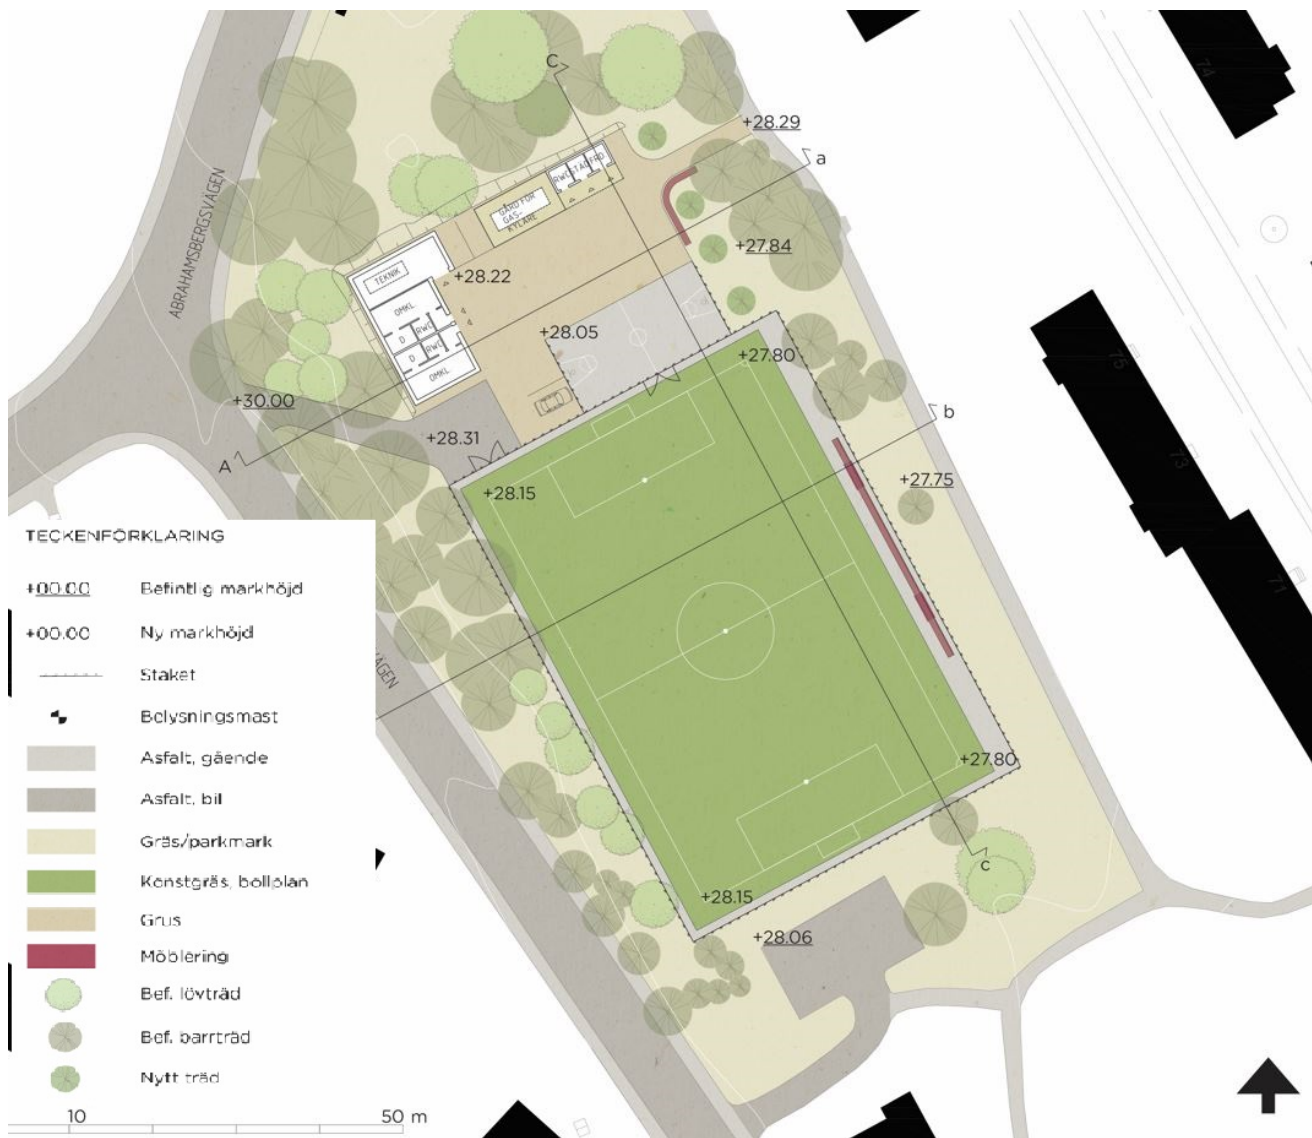 C
+28.29
74
a
RWC STÄD FRD
GÅRD FÖR
GAS-
KYLARE
ABRAHAMSBERGSVÄGEN
+27.84
TEKNIK
+28.22
OMKL
+28.05
D RWC
D RWC
OMKL
+27.80
75
+30.00
b
+28.31
A
73
+27.75
+28.15
71
VÄGEN
TECKENFÖRKLARING
+00.00 Befintlig markhöjd
+00.00 Ny markhöjd
Staket
Belysningsmast
Asfalt, gående
Asfalt, bil
Gräs/parkmark
Konstgräs, bollplan
Grus
Möblering
Bef. lövträd
Bef. barrträd
Nytt träd
10 50 m
+27.80
c
+28.15
+28.06